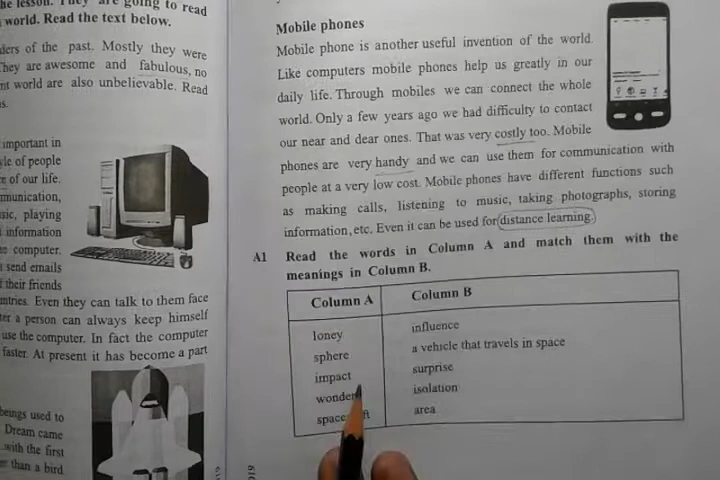 the lesson. They are going to read
world. Read the text below.
ders of the past. Mostly they were
They are awesome and fabulous, no
nt world are also unbelievable. Read
s.
important in
yle of people
e of our life.
mmunication,
sic, playing
information
e computer.
send emails
f their friends
untries. Even they can talk to them face
ter a person can always keep himself
use the computer. In fact the computer
faster. At present it has become a part
beings used to
Dream came
with the first
er than a bird
Mobile phones
Mobile phone is another useful invention of the world.
Like computers mobile phones help us greatly in our
daily life. Through mobiles we can connect the whole
world. Only a few years ago we had difficulty to contact
our near and dear ones. That was very costly too. Mobile
phones are very handy and we can use them for communication with
people at a very low cost. Mobile phones have different functions such
as making calls, listening to music, taking photographs, storing
information, etc. Even it can be used for distance learning.
A1 Read the words in Column A and match them with the
meanings in Column B.
Column A Column B
loney influence
sphere a vehicle that travels in space
impact surprise
wonder isolation
space ft area